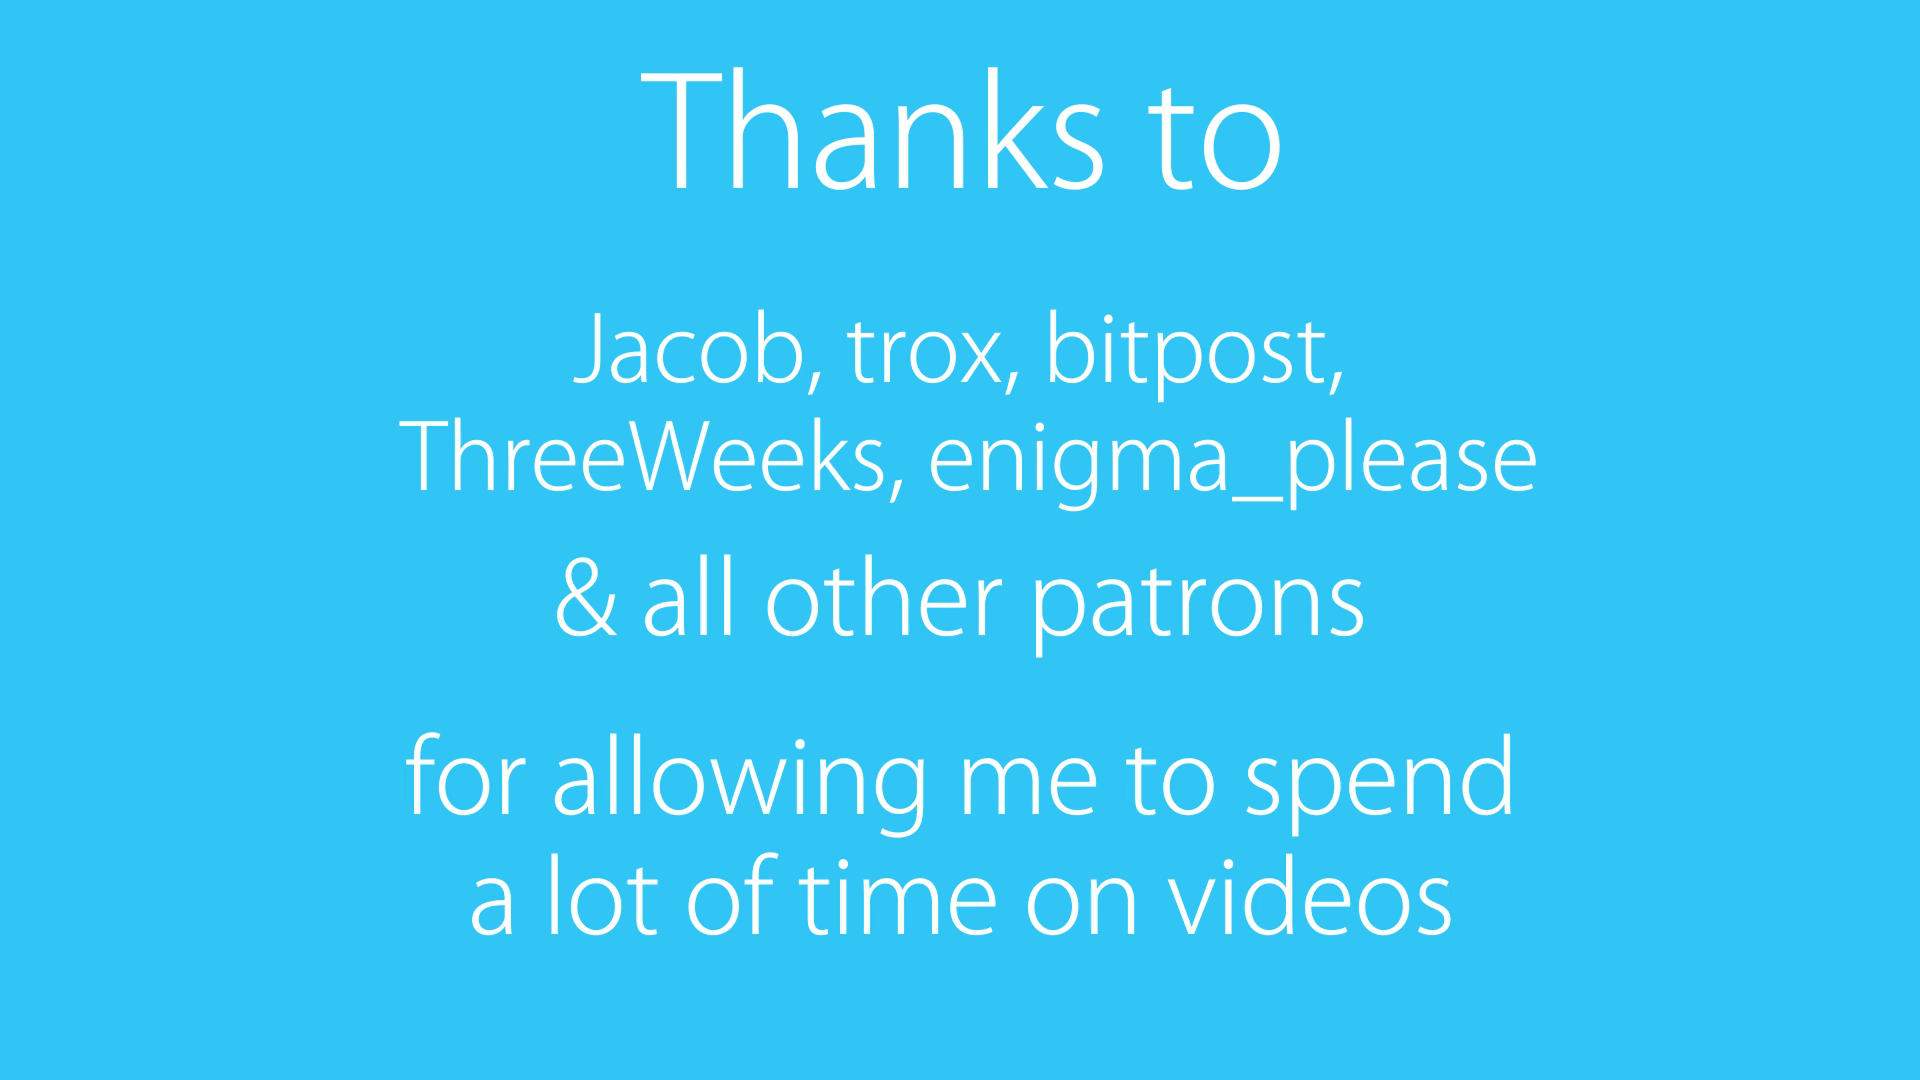 Thanks to
Jacob, trox, bitpost,
ThreeWeeks, enigma_please
& all other patrons
for allowing me to spend
a lot of time on videos